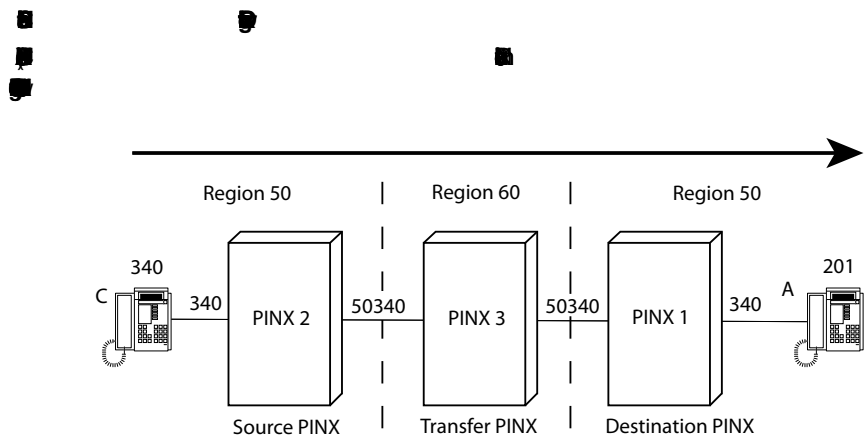 Region 50 Region 60 Region 50
340 201
C A
340 50340 50340 340
PINX 2 PINX 3 PINX 1
Source PINX Transfer PINX Destination PINX